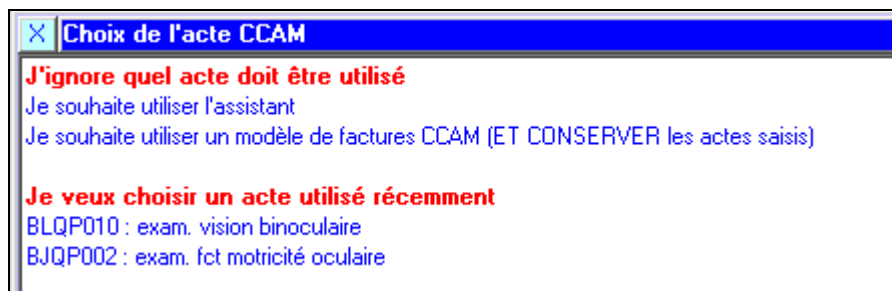 X Choix de l'acte CCAM
J'ignore quel acte doit être utilisé
Je souhaite utiliser l'assistant
Je souhaite utiliser un modèle de factures CCAM (ET CONSERVER les actes saisis)
Je veux choisir un acte utilisé récemment
BLQP010 : exam. vision binoculaire
BJQP002 : exam. fct motricité oculaire